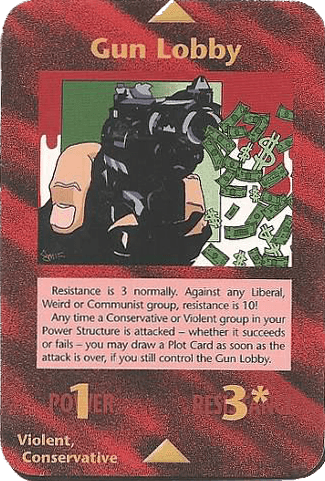 Gun Lobby
Resistance is 3 normally. Against any Liberal,
Weird or Communist group, resistance is 10!
Any time a Conservative or Violent group in your
Power Structure is attacked – whether it succeeds
or fails – you may draw a Plot Card as soon as the
attack is over, if you still control the Gun Lobby.
POWER RESISTANCE
1 3*
Violent,
Conservative